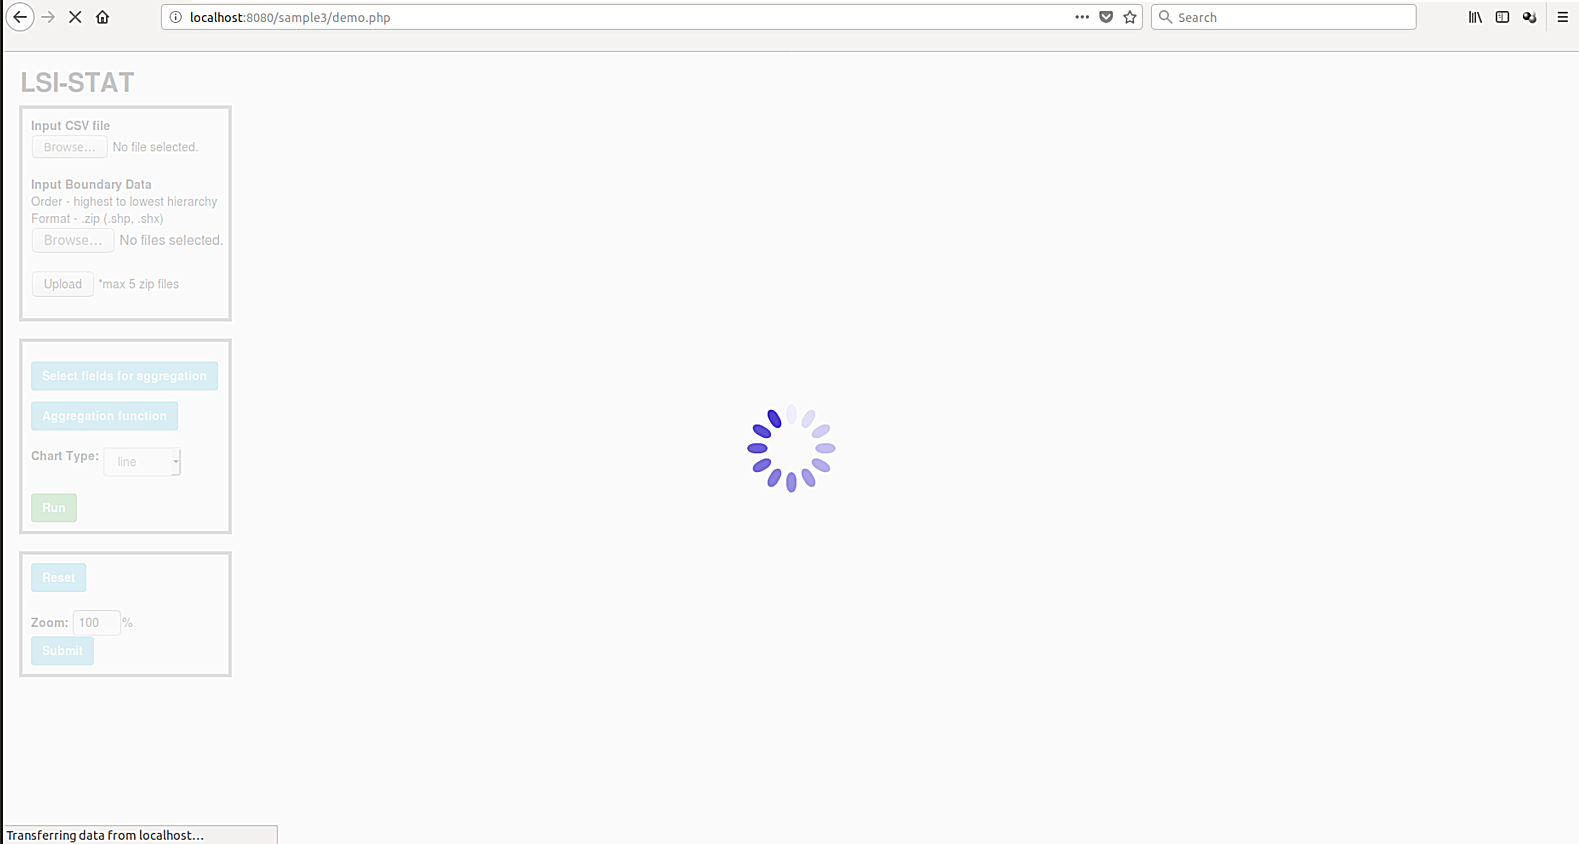 localhost:8080/sample3/demo.php
Search
LSI-STAT
Input CSV file
Browse... No file selected.
Input Boundary Data
Order - highest to lowest hierarchy
Format - .zip (.shp, .shx)
Browse... No files selected.
Upload *max 5 zip files
Select fields for aggregation
Aggregation function
Chart Type: line
Run
Reset
Zoom: 100 %
Submit
Transferring data from localhost...